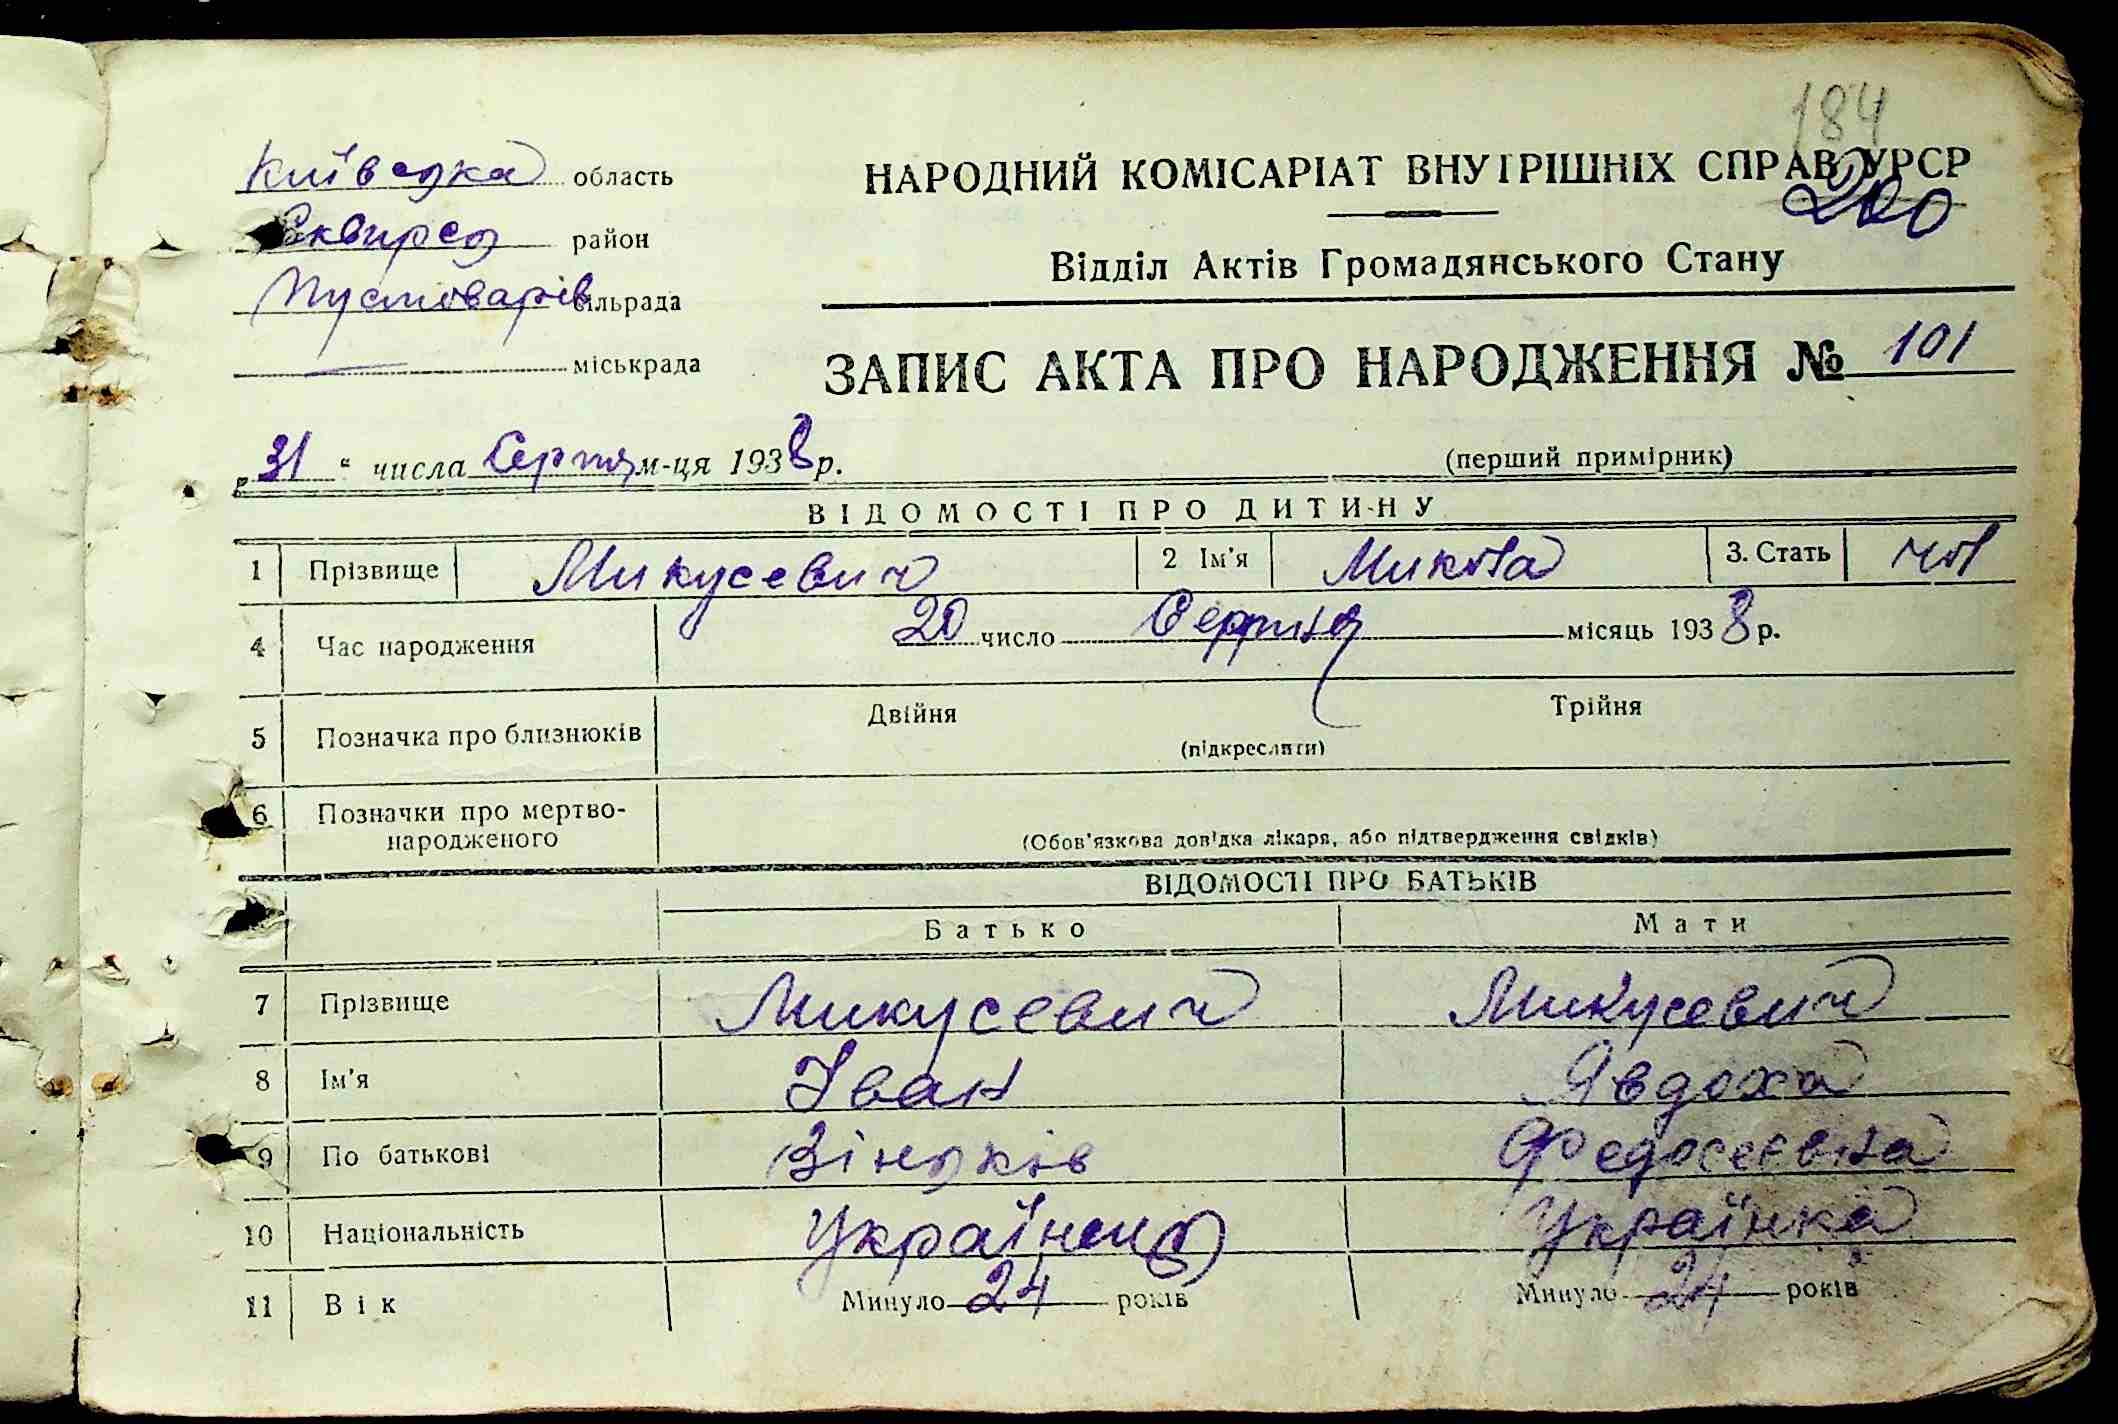 184
200
Київська область
Сквирсь район
Пустоварів сільрада
міськрада
НАРОДНИЙ КОМІСАРІАТ ВНУТРІШНІХ СПРАВ УРСР
Відділ Актів Громадянського Стану
ЗАПИС АКТА ПРО НАРОДЖЕННЯ № 101
„31“ числа Серпня м-ця 1938 р.
(перший примірник)
ВІДОМОСТІ ПРО ДИТИНУ
1 Прізвище Микусевич 2 Ім'я Микола 3. Стать чол
4 Час народження 20 число Серпня місяць 1938 р.
5 Позначка про близнюків Двійня Трійня
(підкреслити)
6 Позначки про мертво-
народженого
(Обов'язкова довідка лікаря, або підтвердження свідків)
ВІДОМОСТІ ПРО БАТЬКІВ
Батько Мати
7 Прізвище Микусевич Микусевич
8 Ім'я Іван Явдоха
9 По батькові Федосеєвна
10 Національність Українець Українка
11 Вік Минуло 24 років Минуло 24 років